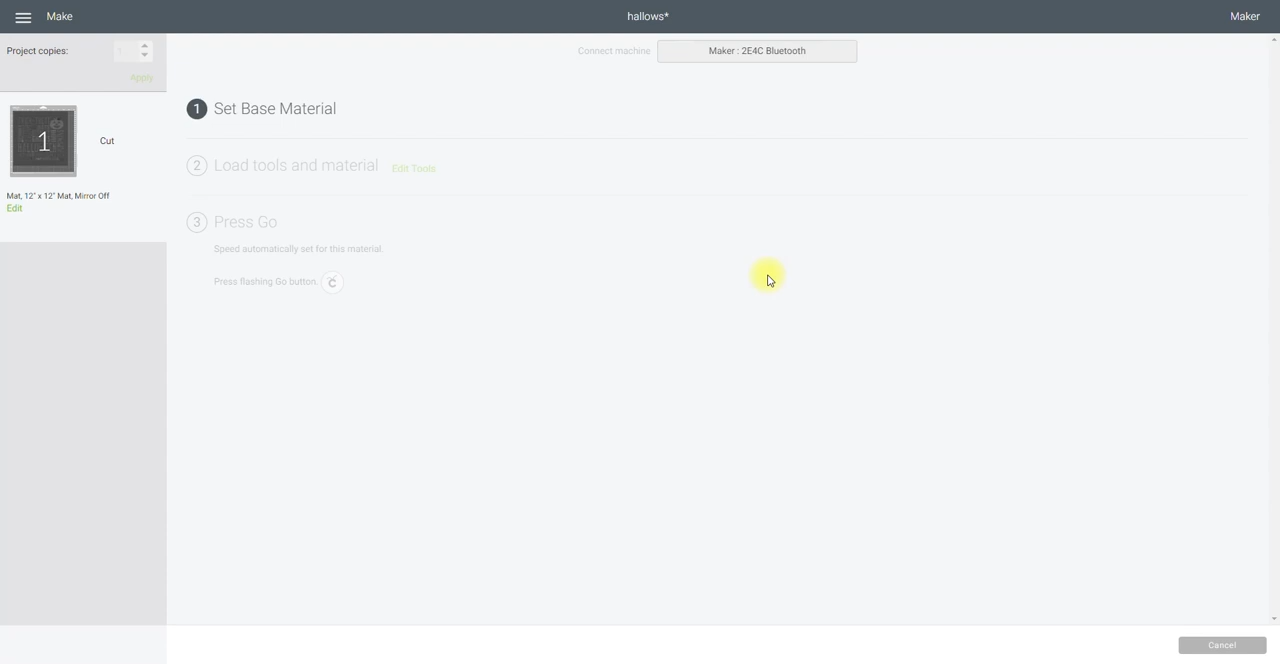 Make
hallows*
Maker
Project copies:
1
Apply
Connect machine
Maker : 2E4C Bluetooth
1
Cut
Mat, 12" x 12" Mat, Mirror Off
Edit
1 Set Base Material
2 Load tools and material Edit Tools
3 Press Go
Speed automatically set for this material.
Press flashing Go button. C
Cancel